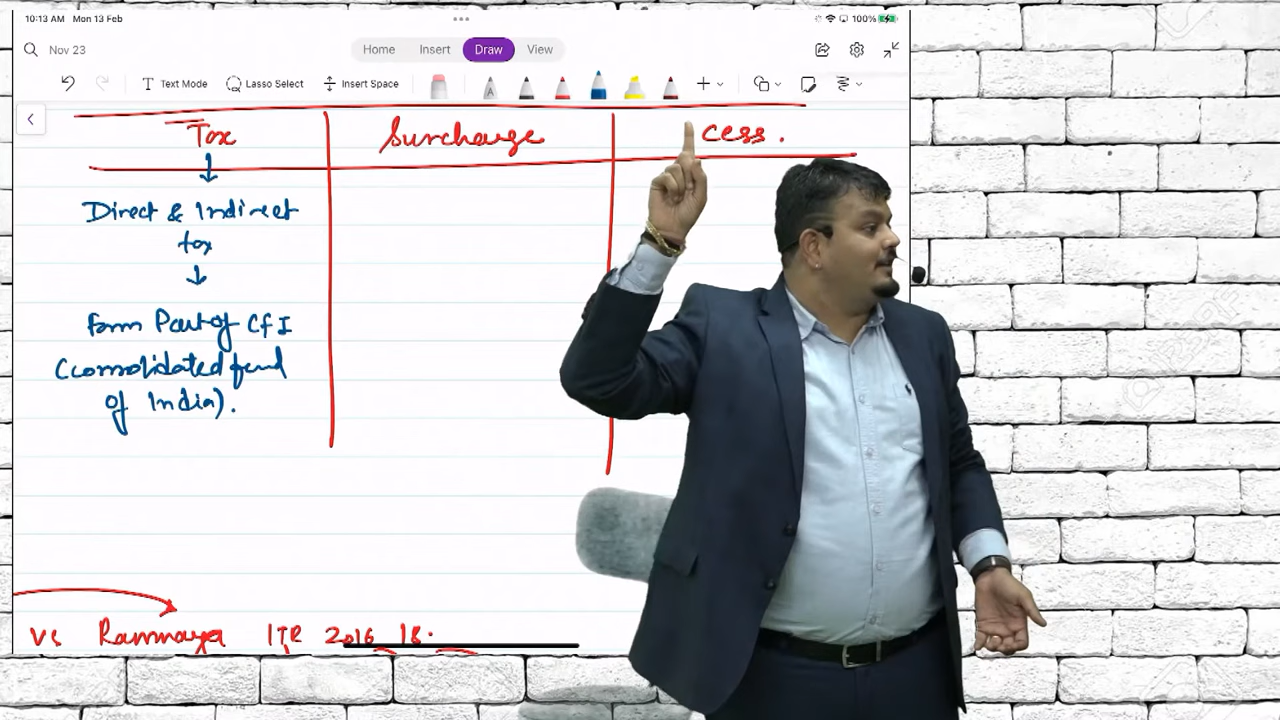 10:13 AM Mon 13 Feb
100%
Nov 23
Home Insert Draw View
Text Mode Lasso Select Insert Space
Tax Surcharge cess.
Direct & Indirect
tax
Form Part of CFI
(consolidated fund
of India).
vs Rammaya ITR 2016 18.